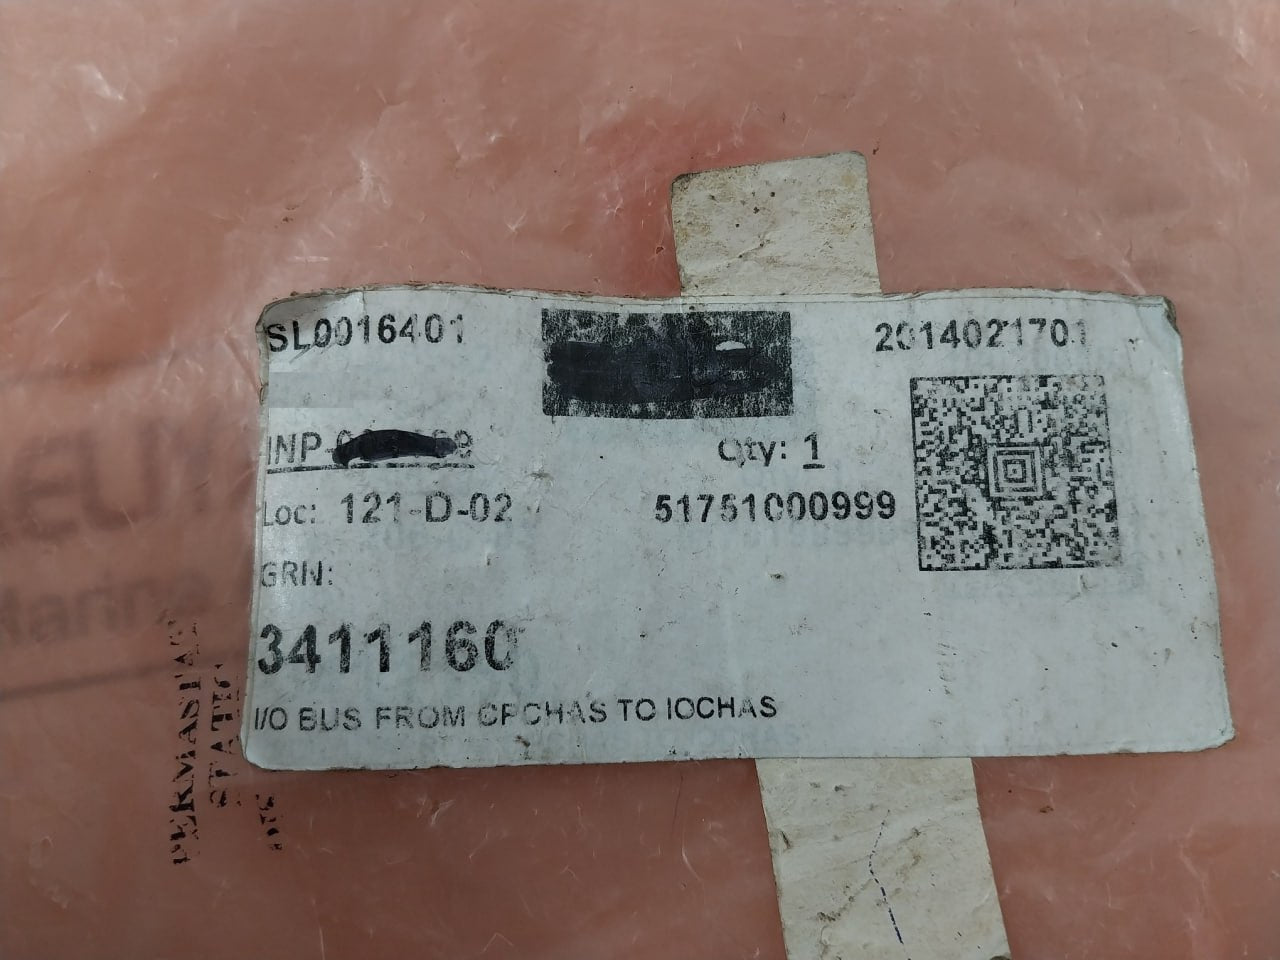 SL0016401
2014021701
INP-
Qty: 1
Loc: 121-D-02
51751000999
GRN:
3411160
I/O BUS FROM CPCHAS TO IOCHAS
PERMASTAT
STATIC